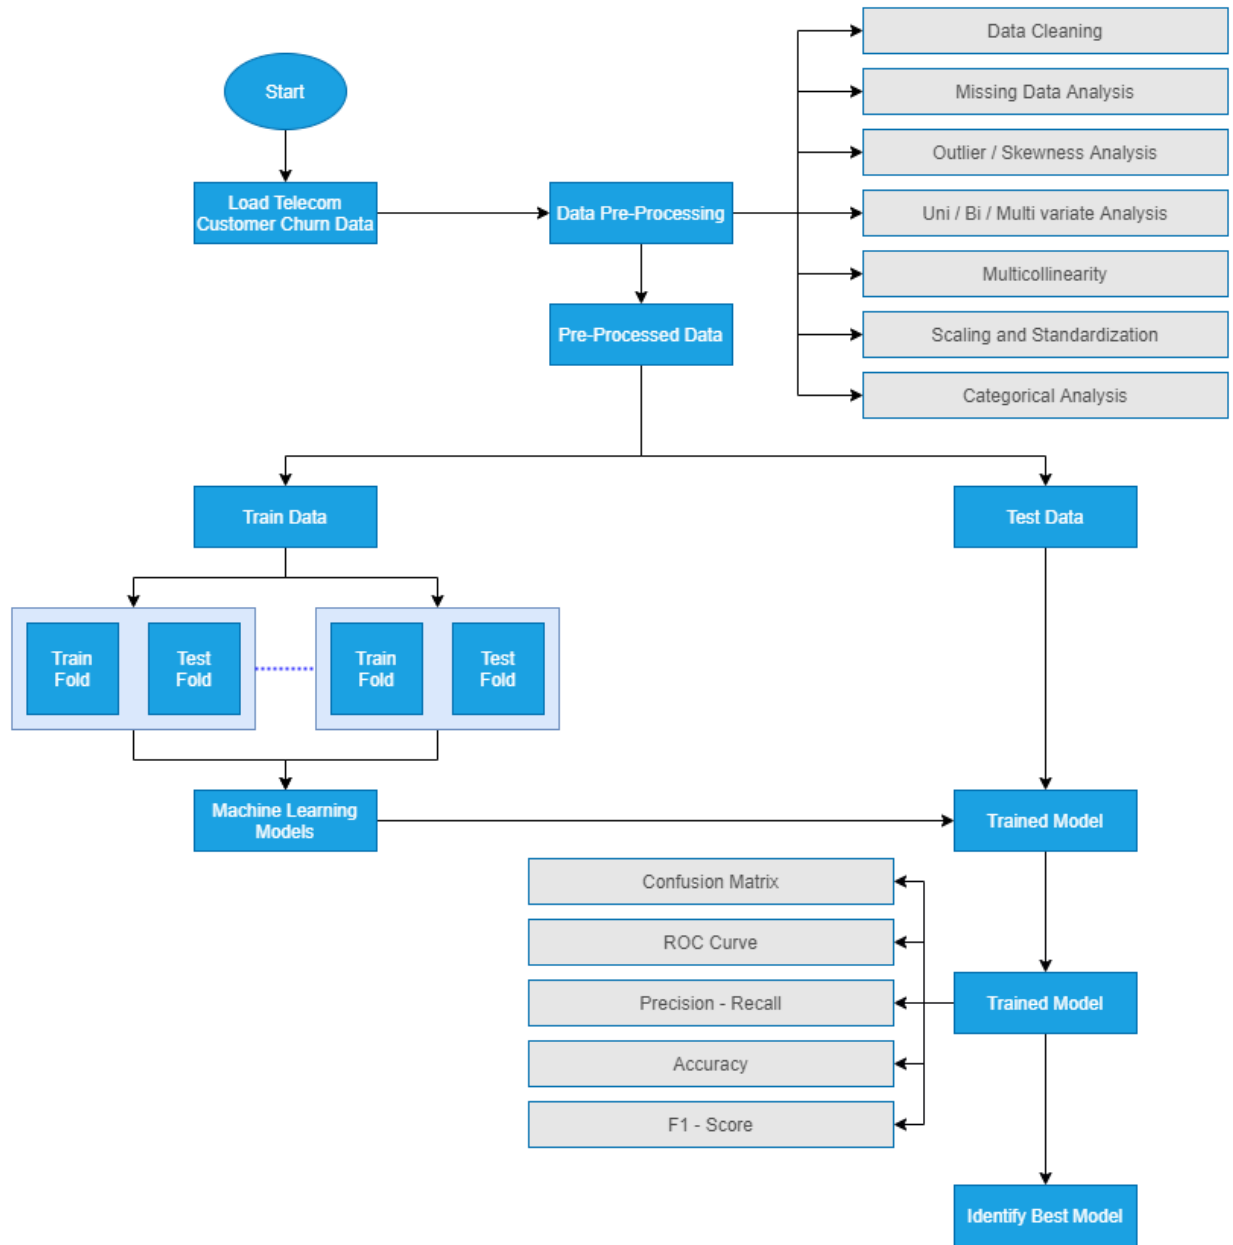 Start
Load Telecom
Customer Churn Data
Data Pre-Processing
Data Cleaning
Missing Data Analysis
Outlier / Skewness Analysis
Uni / Bi / Multi variate Analysis
Multicollinearity
Scaling and Standardization
Categorical Analysis
Pre-Processed Data
Train Data
Test Data
Train
Fold
Test
Fold
Train
Fold
Test
Fold
Machine Learning
Models
Trained Model
Confusion Matrix
ROC Curve
Precision - Recall
Accuracy
F1 - Score
Trained Model
Identify Best Model